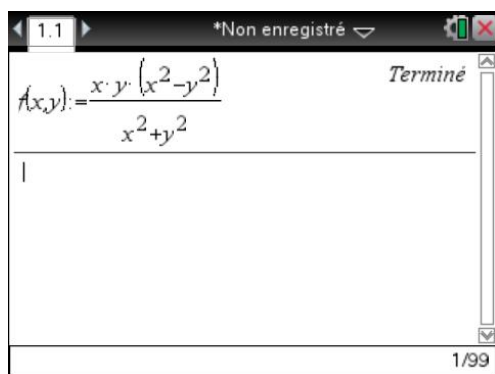 1.1 *Non enregistré
f(x,y):=x·y·(x²−y²)/x²+y² Terminé
1/99